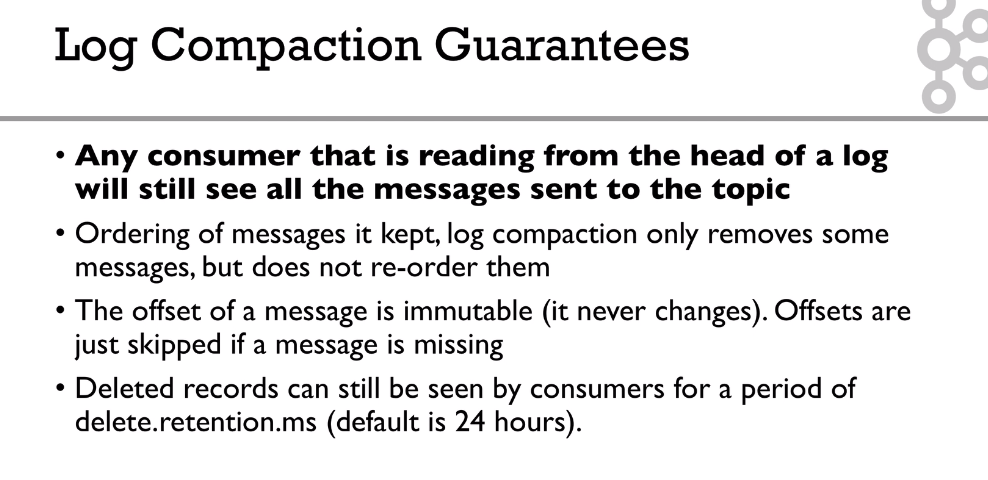 Log Compaction Guarantees
• Any consumer that is reading from the head of a log
will still see all the messages sent to the topic
• Ordering of messages it kept, log compaction only removes some
messages, but does not re-order them
• The offset of a message is immutable (it never changes). Offsets are
just skipped if a message is missing
• Deleted records can still be seen by consumers for a period of
delete.retention.ms (default is 24 hours).